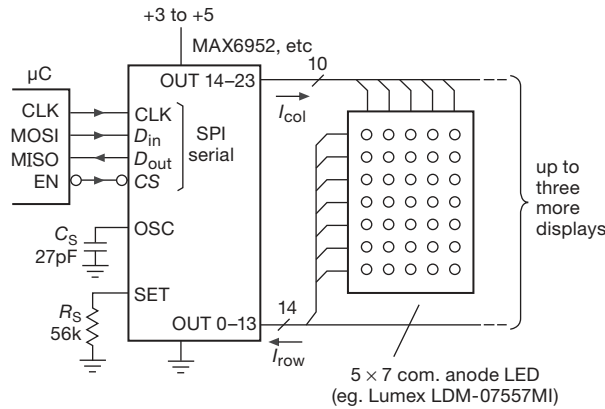 +3 to +5
MAX6952, etc
μC
CLK
MOSI
MISO
EN
CLK
Din
Dout
CS
SPI
serial
OUT 14–23
10
Icol
OSC
CS
27pF
SET
RS
56k
OUT 0–13
14
Irow
up to
three
more
displays
5 × 7 com. anode LED
(eg. Lumex LDM-07557MI)